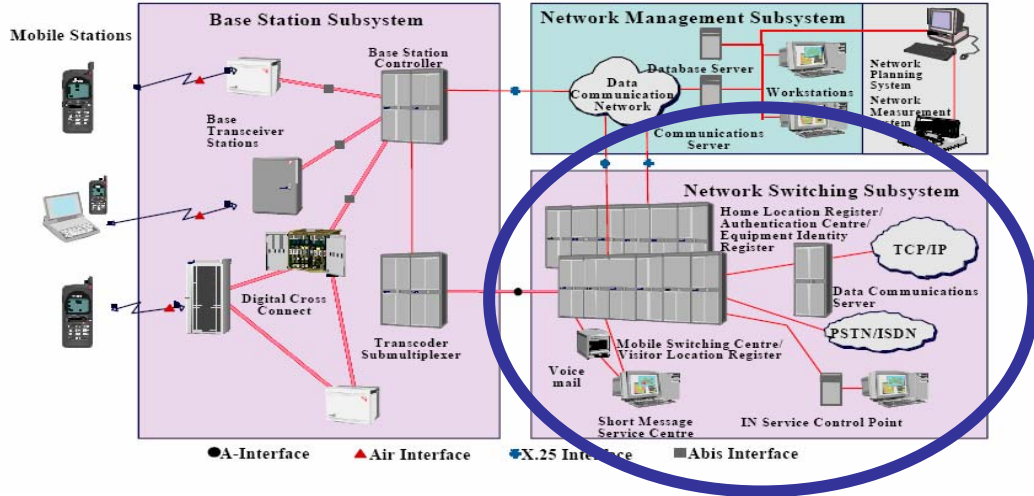 Mobile Stations
Base Station Subsystem
Base Station
Controller
Base
Transceiver
Stations
Digital Cross
Connect
Transcoder
Submultiplexer
Network Management Subsystem
Data
Communication
Network
Database Server
Communications
Server
Workstations
Network
Planning
System
Network
Measurement
System
Network Switching Subsystem
Home Location Register/
Authentication Centre/
Equipment Identity
Register
TCP/IP
Data Communications
Server
PSTN/ISDN
Mobile Switching Centre/
Visitor Location Register
Voice
mail
Short Message
Service Centre
IN Service Control Point
A-Interface
Air Interface
X.25 Interface
Abis Interface